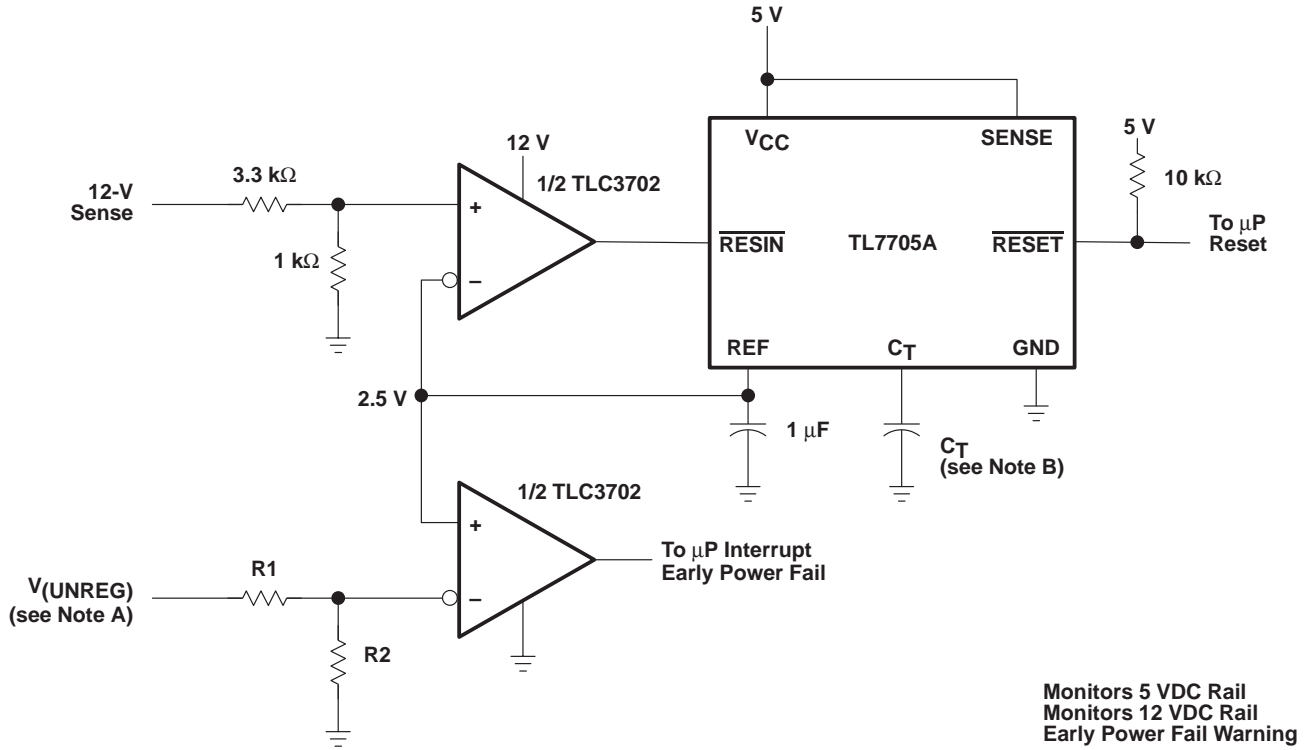 5 V
VCC
SENSE
5 V
12 V
3.3 kΩ
1/2 TLC3702
10 kΩ
12-V
Sense
+
RESIN
TL7705A
RESET
To μP
Reset
1 kΩ
–
REF
CT
GND
2.5 V
1 μF
CT
(see Note B)
1/2 TLC3702
+
To μP Interrupt
Early Power Fail
R1
V(UNREG)
(see Note A)
–
R2
Monitors 5 VDC Rail
Monitors 12 VDC Rail
Early Power Fail Warning